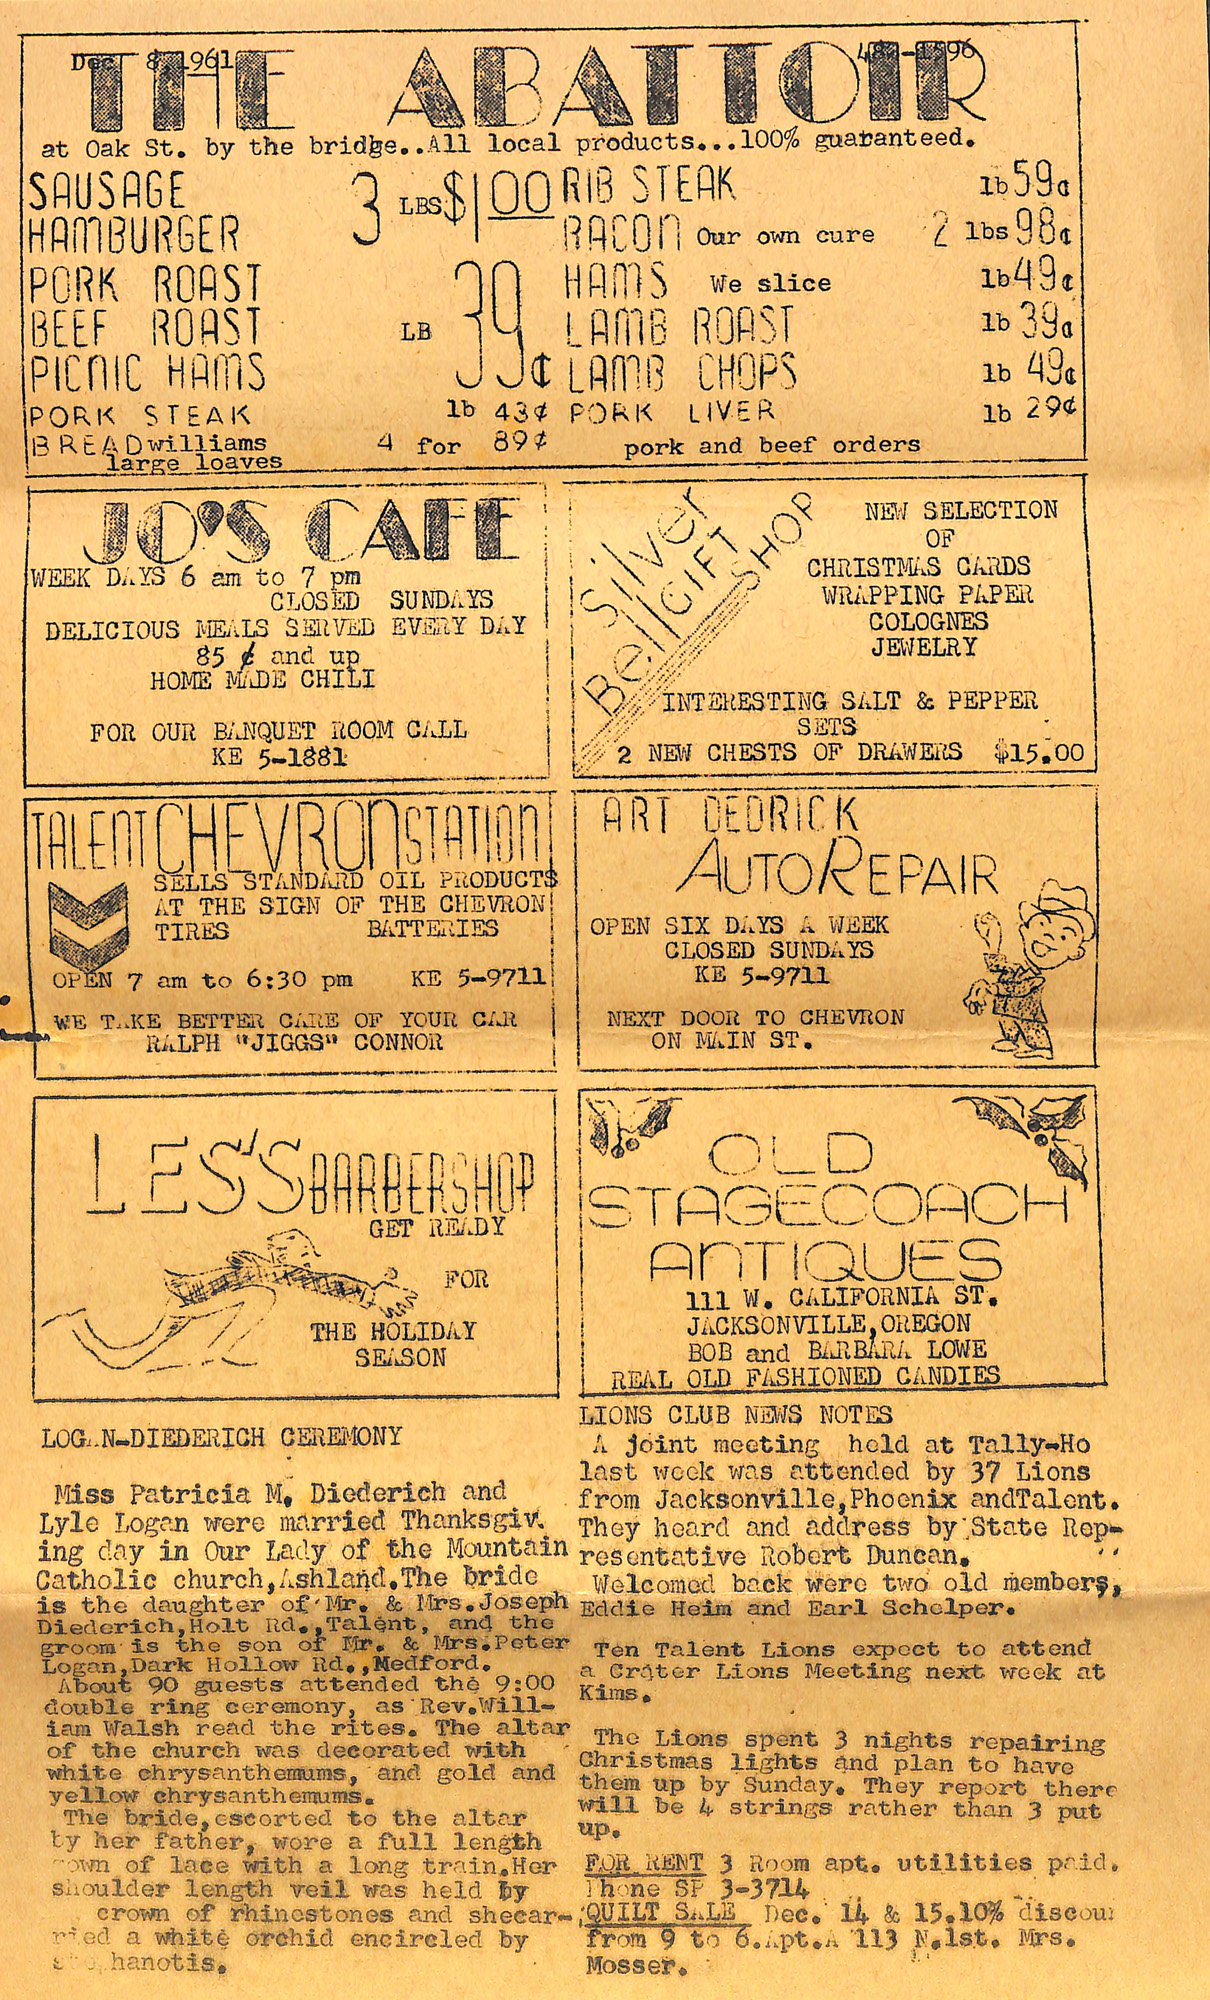 Dec 8 1961
THE ABATTOIR
at Oak St. by the bridge..All local products...100% guaranteed.
SAUSAGE
HAMBURGER
3 LBS $1.00
PORK ROAST
BEEF ROAST
PICNIC HAMS
LB 39¢
PORK STEAK lb 43¢
BREAD williams 4 for 89¢
large loaves
RIB STEAK lb 59¢
BACON Our own cure 2 lbs 98¢
HAMS We slice lb 49¢
LAMB ROAST lb 39¢
LAMB CHOPS lb 49¢
PORK LIVER lb 29¢
pork and beef orders
JO'S CAFE
WEEK DAYS 6 am to 7 pm
CLOSED SUNDAYS
DELICIOUS MEALS SERVED EVERY DAY
85 ¢ and up
HOME MADE CHILI
FOR OUR BANQUET ROOM CALL
KE 5-1881
Silver
Bell GIFT
SHOP
NEW SELECTION
OF
CHRISTMAS CARDS
WRAPPING PAPER
COLOGNES
JEWELRY
INTERESTING SALT & PEPPER
SETS
2 NEW CHESTS OF DRAWERS $15.00
TALENT CHEVRON STATION
SELLS STANDARD OIL PRODUCTS
AT THE SIGN OF THE CHEVRON
TIRES BATTERIES
OPEN 7 am to 6:30 pm KE 5-9711
WE TAKE BETTER CARE OF YOUR CAR
RALPH "JIGGS" CONNOR
ART DEDRICK
AUTO REPAIR
OPEN SIX DAYS A WEEK
CLOSED SUNDAYS
KE 5-9711
NEXT DOOR TO CHEVRON
ON MAIN ST.
LES'S BARBERSHOP
GET READY
FOR
THE HOLIDAY
SEASON
OLD
STAGECOACH
ANTIQUES
111 W. CALIFORNIA ST.
JACKSONVILLE,OREGON
BOB and BARBARA LOWE
REAL OLD FASHIONED CANDIES
LOGAN-DIEDERICH CEREMONY
Miss Patricia M. Diederich and
Lyle Logan were married Thanksgiv-
ing day in Our Lady of the Mountain
Catholic church,Ashland.The bride
is the daughter of Mr. & Mrs.Joseph
Diederich,Holt Rd.,Talent, and the
groom is the son of Mr. & Mrs.Peter
Logan,Dark Hollow Rd.,Medford.
About 90 guests attended the 9:00
double ring ceremony, as Rev.Will-
iam Walsh read the rites. The altar
of the church was decorated with
white chrysanthemums, and gold and
yellow chrysanthemums.
The bride,escorted to the altar
by her father, wore a full length
gown of lace with a long train.Her
shoulder length veil was held by
crown of rhinestones and shecar-
ried a white orchid encircled by
stephanotis.
LIONS CLUB NEWS NOTES
A joint meeting held at Tally-Ho
last week was attended by 37 Lions
from Jacksonville,Phoenix andTalent.
They heard and address by State Rep-
resentative Robert Duncan.
Welcomed back were two old members,
Eddie Heim and Earl Schelper.
Ten Talent Lions expect to attend
a Crater Lions Meeting next week at
Kims.
The Lions spent 3 nights repairing
Christmas lights and plan to have
them up by Sunday. They report there
will be 4 strings rather than 3 put
up.
FOR RENT 3 Room apt. utilities paid.
Phone SP 3-3714
QUILT SALE Dec. 14 & 15.10% discou
from 9 to 6.Apt.A 113 N.1st. Mrs.
Mosser.